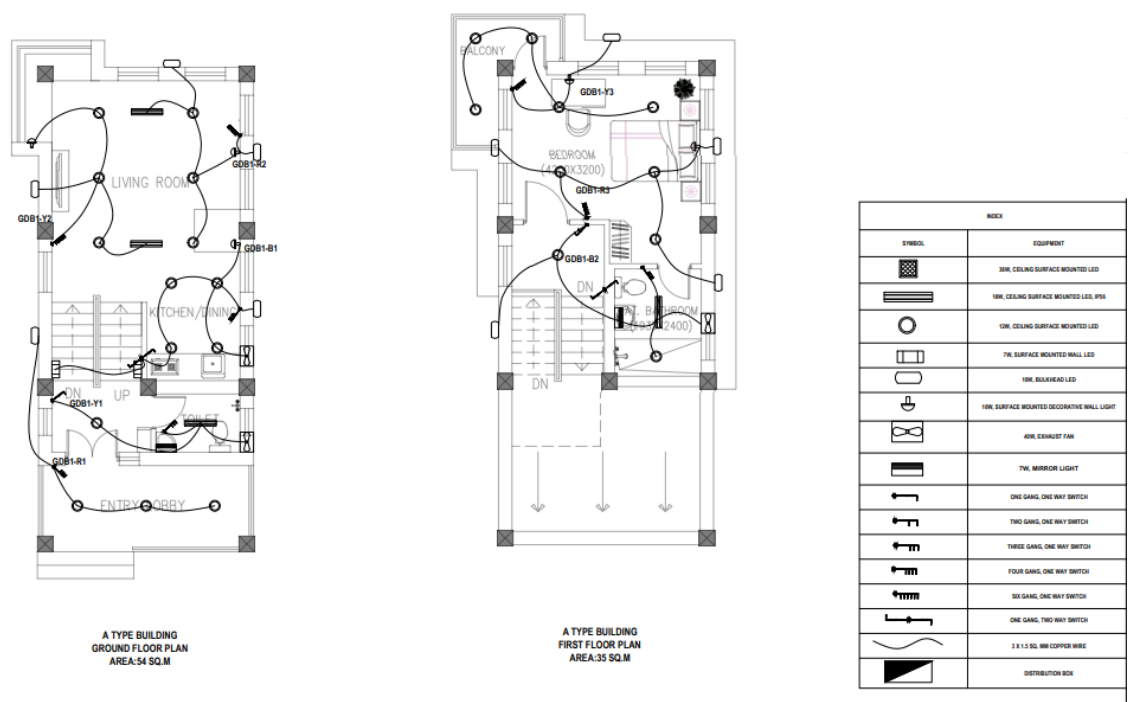 BALCONY
GDB1-Y3
BEDROOM
GDB1-R3
GDB1-B2
DN
DN
LIVING ROOM
GDB1-R2
GDB1-Y2
GDB1-B1
KITCHEN/DINING
DN
UP
GDB1-Y1
TOILET
GDB1-R1
ENTRY LOBBY
A TYPE BUILDING
GROUND FLOOR PLAN
AREA:54 SQ.M
A TYPE BUILDING
FIRST FLOOR PLAN
AREA:35 SQ.M
INDEX
SYMBOL EQUIPMENT
CEILING SURFACE MOUNTED LED
18W, CEILING SURFACE MOUNTED LED, IP56
12W, CEILING SURFACE MOUNTED LED
7W, SURFACE MOUNTED WALL LED
18W, BULKHEAD LED
10W, SURFACE MOUNTED DECORATIVE WALL LIGHT
40W, EXHAUST FAN
7W, MIRROR LIGHT
ONE GANG, ONE WAY SWITCH
TWO GANG, ONE WAY SWITCH
THREE GANG, ONE WAY SWITCH
FOUR GANG, ONE WAY SWITCH
SIX GANG, ONE WAY SWITCH
ONE GANG, TWO WAY SWITCH
3 X 1.5 SQ. MM COPPER WIRE
DISTRIBUTION BOX